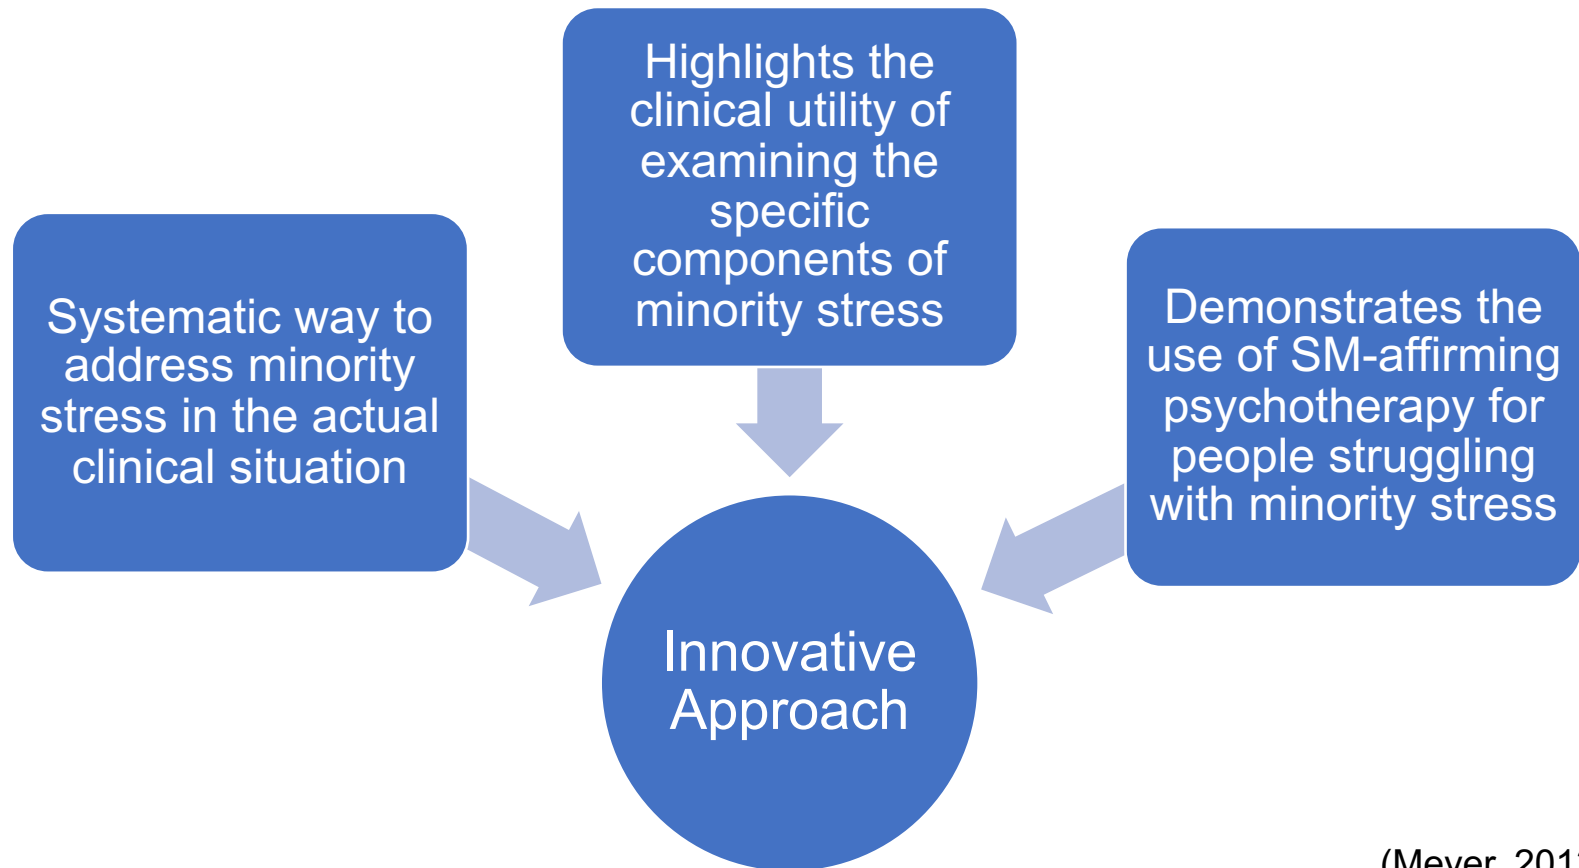 Highlights the
clinical utility of
examining the
specific
components of
minority stress
Systematic way to
address minority
stress in the actual
clinical situation
Demonstrates the
use of SM-affirming
psychotherapy for
people struggling
with minority stress
Innovative
Approach
(Meyer, 201